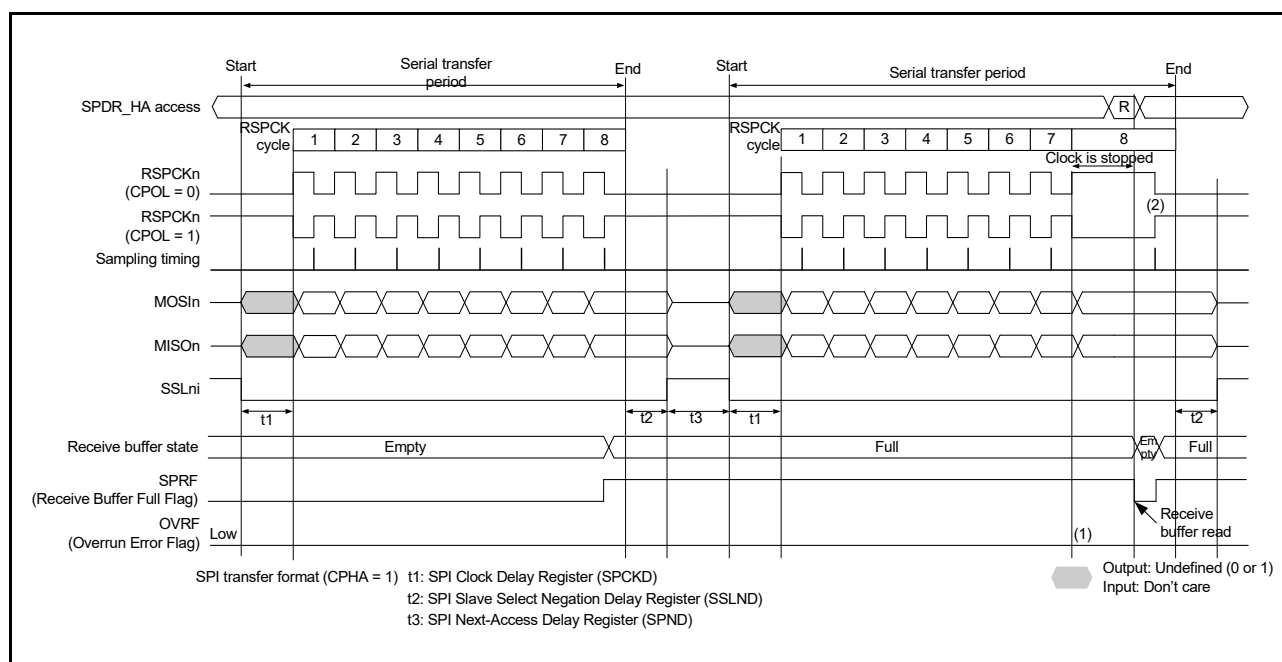 Start
Serial transfer
period
End
Start
Serial transfer period
End
SPDR_HA access
R
RSPCK
cycle
1 2 3 4 5 6 7 8
RSPCK
cycle
1 2 3 4 5 6 7 8
Clock is stopped
RSPCKn
(CPOL = 0)
(2)
RSPCKn
(CPOL = 1)
Sampling timing
MOSIn
MISOn
SSLni
t1
t2
t3
t1
t2
Receive buffer state
Empty
Full
Em
pty
Full
SPRF
(Receive Buffer Full Flag)
Receive
buffer read
OVRF
(Overrun Error Flag)
Low
(1)
SPI transfer format (CPHA = 1)
t1: SPI Clock Delay Register (SPCKD)
t2: SPI Slave Select Negation Delay Register (SSLND)
t3: SPI Next-Access Delay Register (SPND)
Output: Undefined (0 or 1)
Input: Don't care